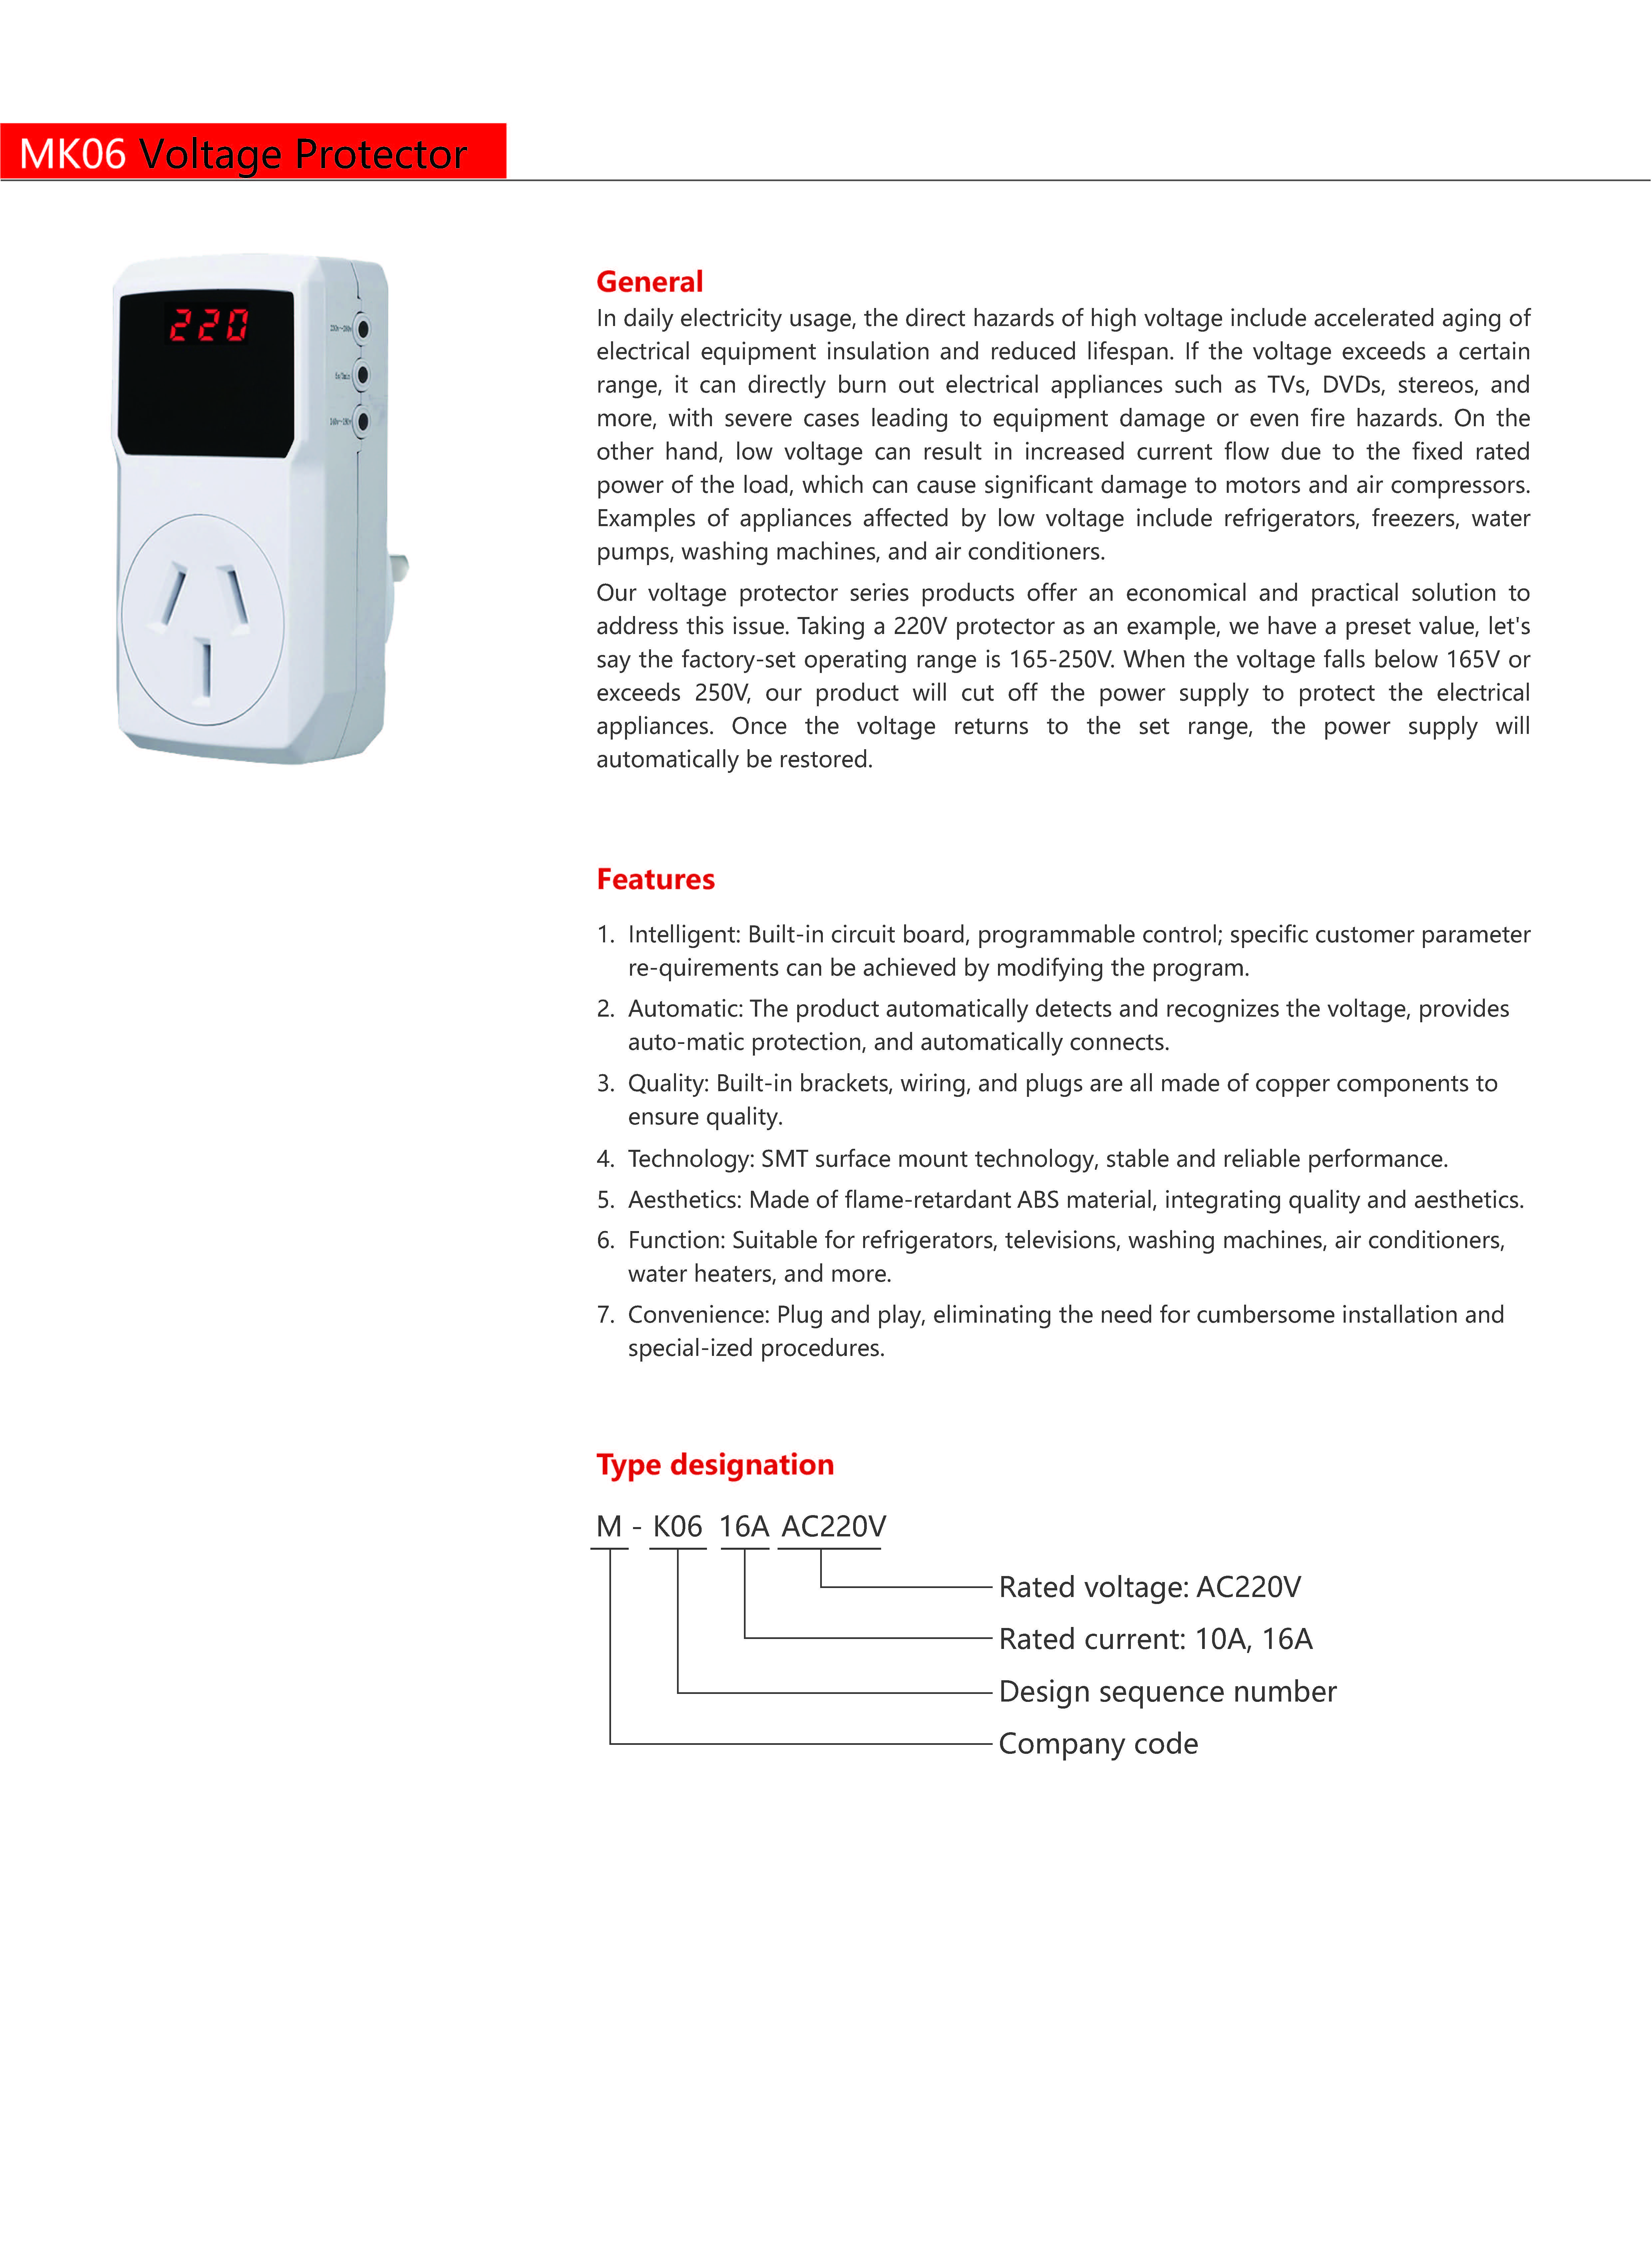 MK06 Voltage Protector
220
General
In daily electricity usage, the direct hazards of high voltage include accelerated aging of
electrical equipment insulation and reduced lifespan. If the voltage exceeds a certain
range, it can directly burn out electrical appliances such as TVs, DVDs, stereos, and
more, with severe cases leading to equipment damage or even fire hazards. On the
other hand, low voltage can result in increased current flow due to the fixed rated
power of the load, which can cause significant damage to motors and air compressors.
Examples of appliances affected by low voltage include refrigerators, freezers, water
pumps, washing machines, and air conditioners.
Our voltage protector series products offer an economical and practical solution to
address this issue. Taking a 220V protector as an example, we have a preset value, let's
say the factory-set operating range is 165-250V. When the voltage falls below 165V or
exceeds 250V, our product will cut off the power supply to protect the electrical
appliances. Once the voltage returns to the set range, the power supply will
automatically be restored.
Features
1. Intelligent: Built-in circuit board, programmable control; specific customer parameter
re-quirements can be achieved by modifying the program.
2. Automatic: The product automatically detects and recognizes the voltage, provides
auto-matic protection, and automatically connects.
3. Quality: Built-in brackets, wiring, and plugs are all made of copper components to
ensure quality.
4. Technology: SMT surface mount technology, stable and reliable performance.
5. Aesthetics: Made of flame-retardant ABS material, integrating quality and aesthetics.
6. Function: Suitable for refrigerators, televisions, washing machines, air conditioners,
water heaters, and more.
7. Convenience: Plug and play, eliminating the need for cumbersome installation and
special-ized procedures.
Type designation
M - K06 16A AC220V
Rated voltage: AC220V
Rated current: 10A, 16A
Design sequence number
Company code